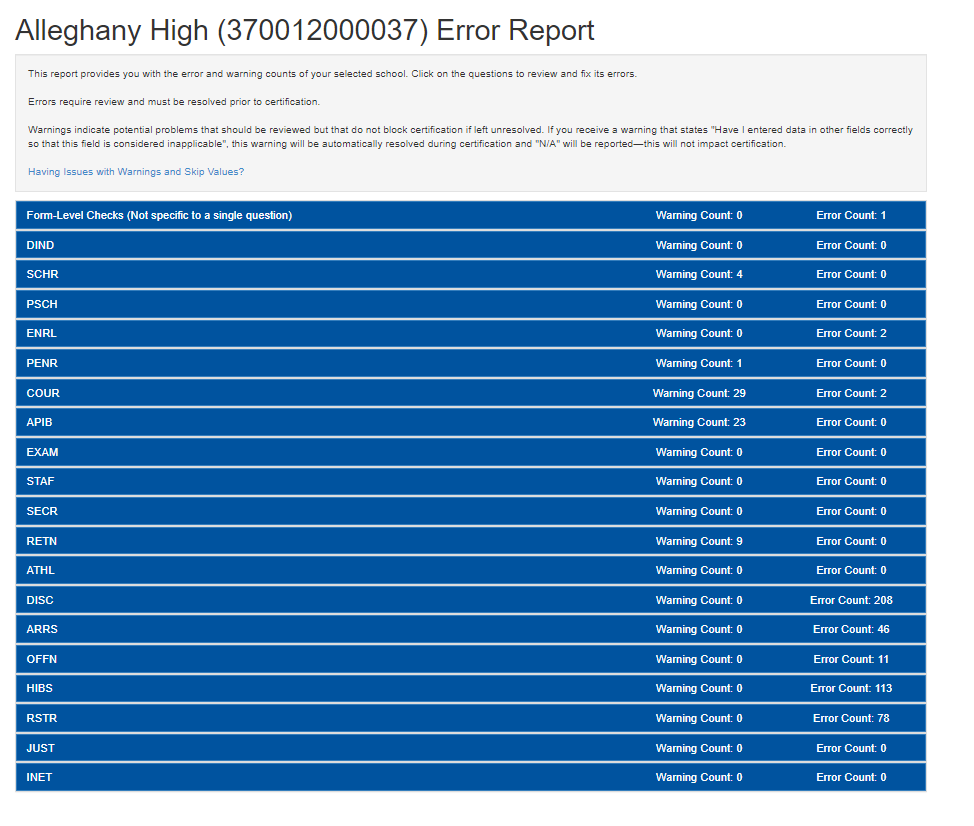 Alleghany High (370012000037) Error Report
This report provides you with the error and warning counts of your selected school. Click on the questions to review and fix its errors.
Errors require review and must be resolved prior to certification.
Warnings indicate potential problems that should be reviewed but that do not block certification if left unresolved. If you receive a warning that states "Have I entered data in other fields correctly
so that this field is considered inapplicable", this warning will be automatically resolved during certification and "N/A" will be reported—this will not impact certification.
Having Issues with Warnings and Skip Values?
Form-Level Checks (Not specific to a single question) Warning Count: 0 Error Count: 1
DIND Warning Count: 0 Error Count: 0
SCHR Warning Count: 4 Error Count: 0
PSCH Warning Count: 0 Error Count: 0
ENRL Warning Count: 0 Error Count: 2
PENR Warning Count: 1 Error Count: 0
COUR Warning Count: 29 Error Count: 2
APIB Warning Count: 23 Error Count: 0
EXAM Warning Count: 0 Error Count: 0
STAF Warning Count: 0 Error Count: 0
SECR Warning Count: 0 Error Count: 0
RETN Warning Count: 9 Error Count: 0
ATHL Warning Count: 0 Error Count: 0
DISC Warning Count: 0 Error Count: 208
ARRS Warning Count: 0 Error Count: 46
OFFN Warning Count: 0 Error Count: 11
HIBS Warning Count: 0 Error Count: 113
RSTR Warning Count: 0 Error Count: 78
JUST Warning Count: 0 Error Count: 0
INET Warning Count: 0 Error Count: 0